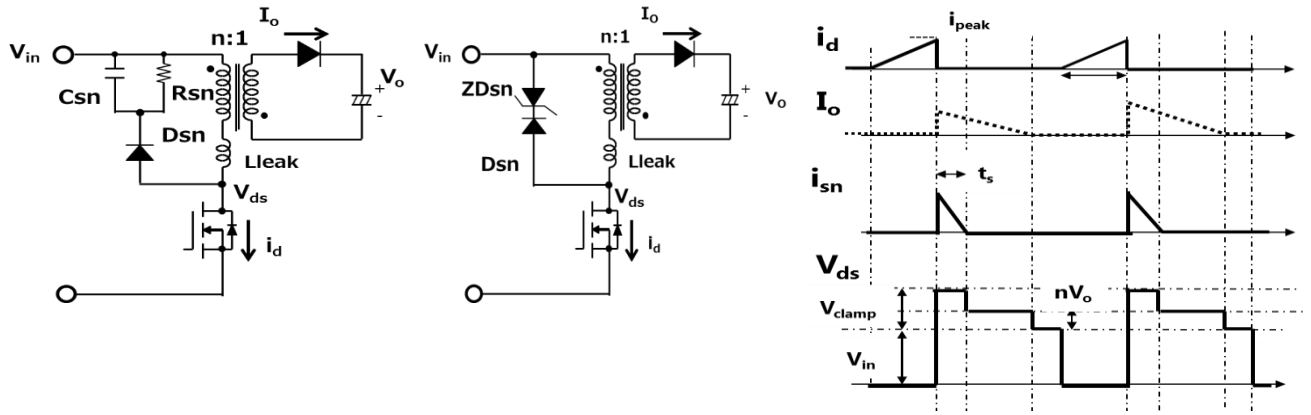 Io
n:1
Vin
Csn
Rsn
Dsn
+
Vo
-
Lleak
Vds
id
Io
n:1
Vin
ZDsn
Dsn
+
Vo
-
Lleak
Vds
id
ipeak
id
Io
isn
ts
Vds
nVo
Vclamp
Vin